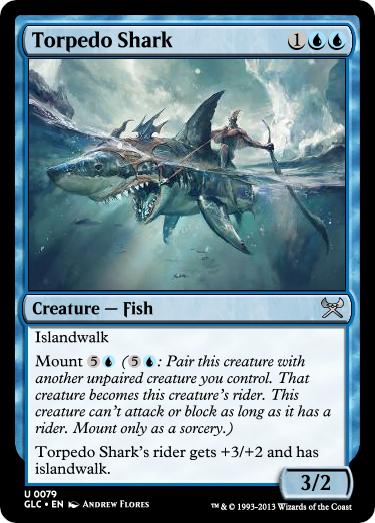 Torpedo Shark 1
Creature — Fish
Islandwalk
Mount 5 (5: Pair this creature with
another unpaired creature you control. That
creature becomes this creature's rider. This
creature can't attack or block as long as it has a
rider. Mount only as a sorcery.)
Torpedo Shark's rider gets +3/+2 and has
islandwalk.
3/2
U 0079
GLC • EN Andrew Flores
™ & © 1993-2013 Wizards of the Coast